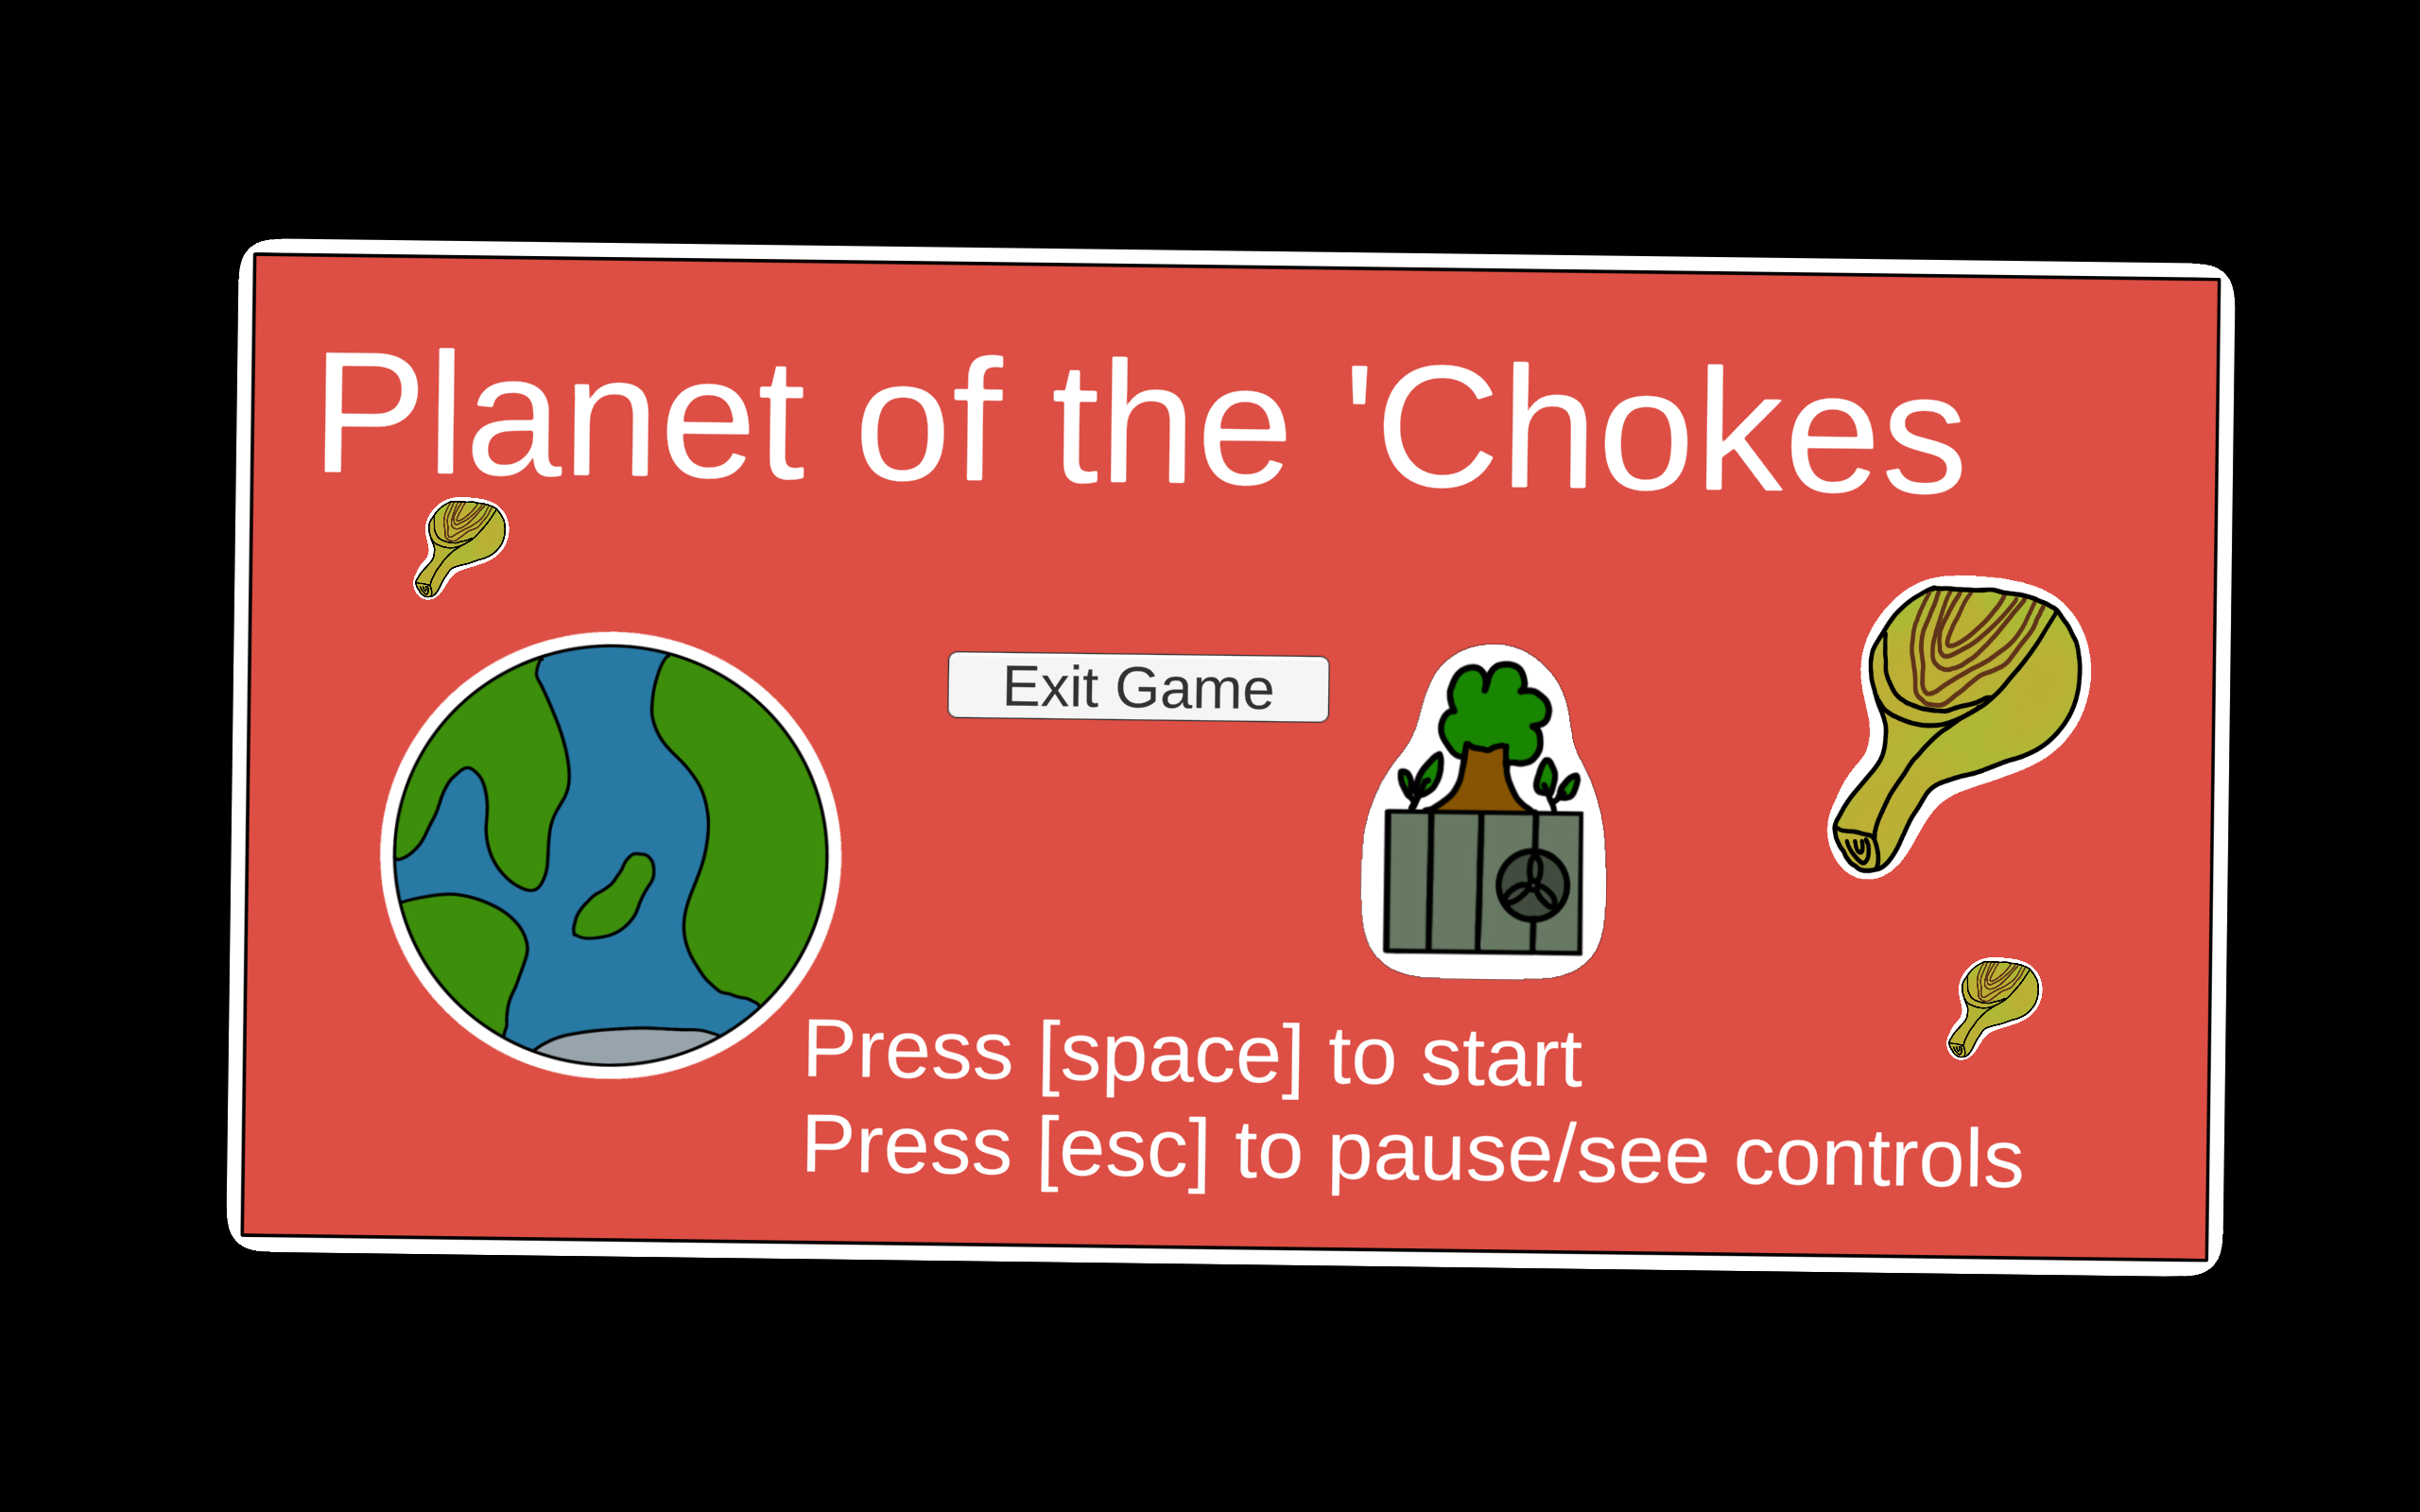 Planet of the 'Chokes
Exit Game
Press [space] to start
Press [esc] to pause/see controls